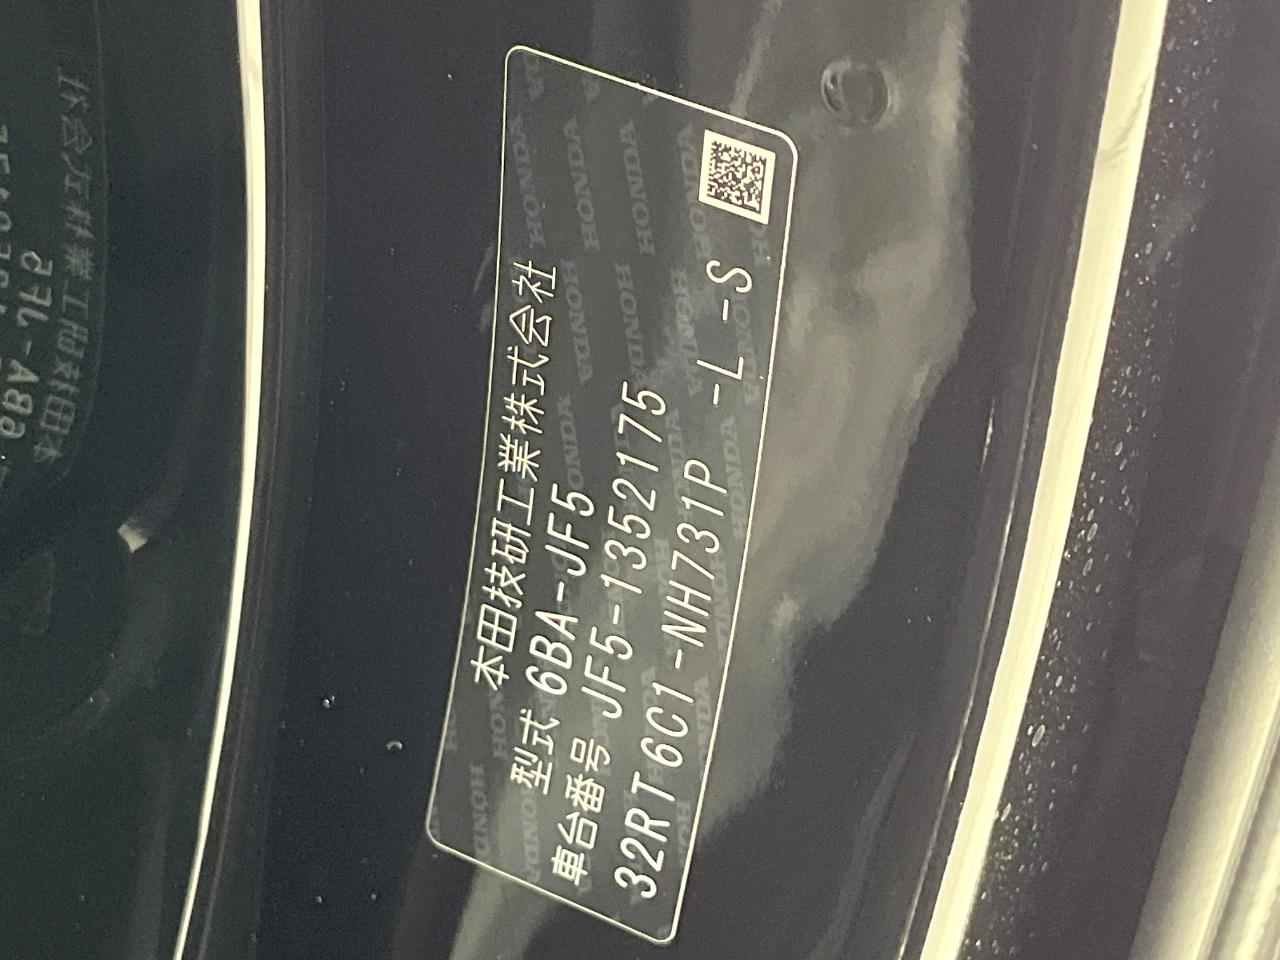 本田技研工業株式会社
型式 6BA-JF5
車台番号 JF5-1352175
32RT6C1 -NH731P -L -S